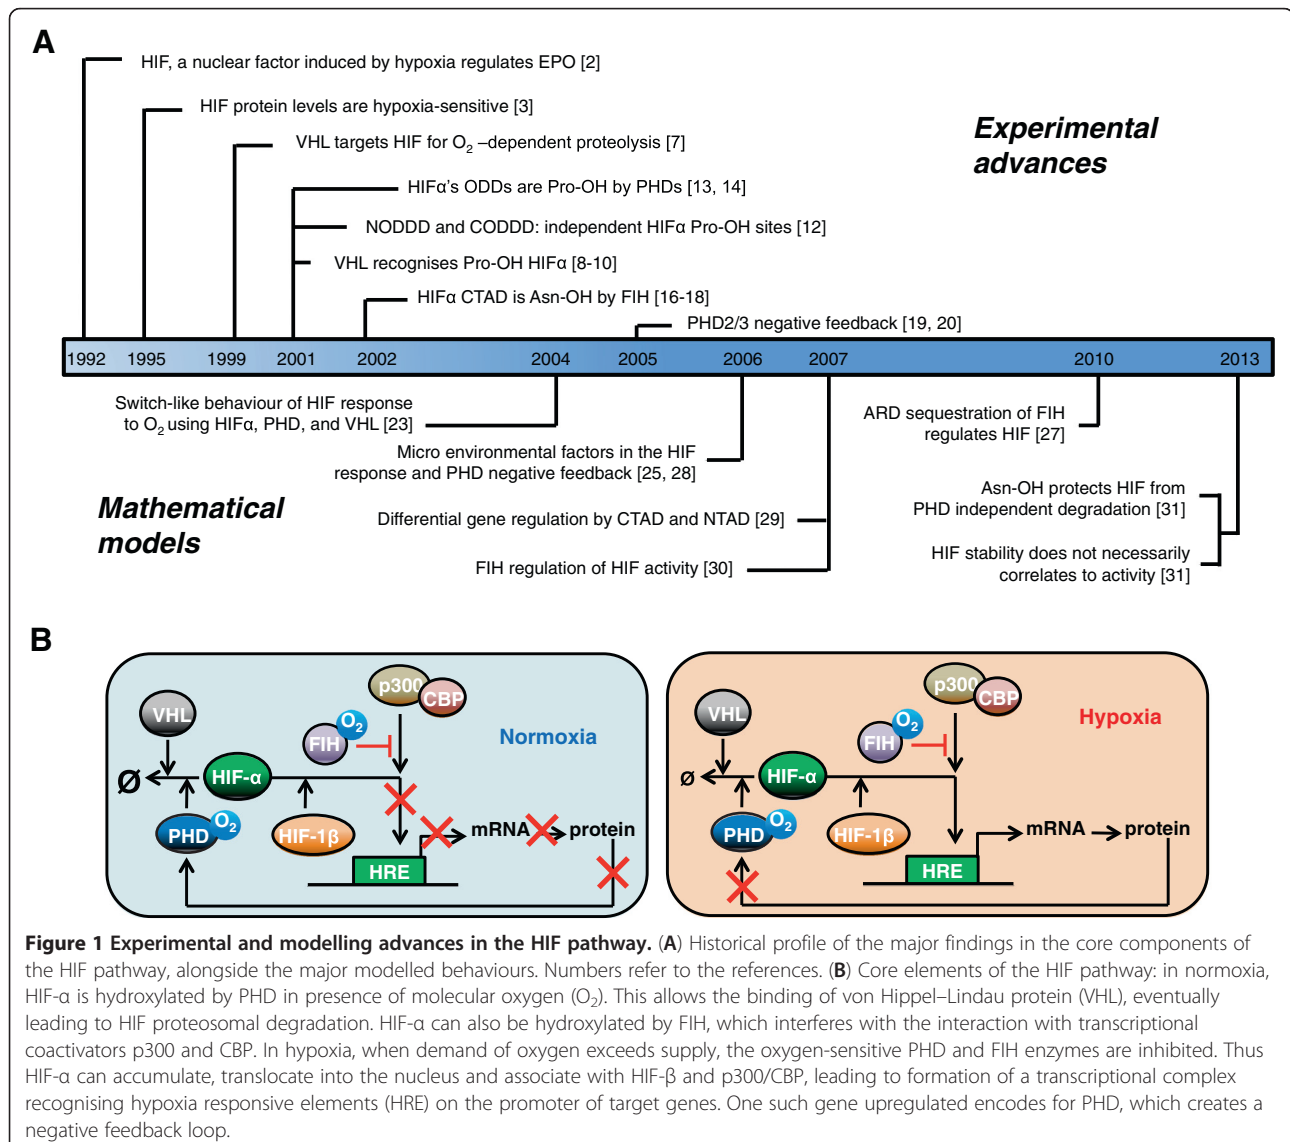 A
HIF, a nuclear factor induced by hypoxia regulates EPO [2]
HIF protein levels are hypoxia-sensitive [3]
VHL targets HIF for O2 –dependent proteolysis [7]
HIFα's ODDs are Pro-OH by PHDs [13, 14]
NODDD and CODDD: independent HIFα Pro-OH sites [12]
VHL recognises Pro-OH HIFα [8-10]
HIFα CTAD is Asn-OH by FIH [16-18]
PHD2/3 negative feedback [19, 20]
Experimental
advances
1992 1995 1999 2001 2002 2004 2005 2006 2007 2010 2013
Switch-like behaviour of HIF response
to O2 using HIFα, PHD, and VHL [23]
Micro environmental factors in the HIF
response and PHD negative feedback [25, 28]
Differential gene regulation by CTAD and NTAD [29]
FIH regulation of HIF activity [30]
ARD sequestration of FIH
regulates HIF [27]
Asn-OH protects HIF from
PHD independent degradation [31]
HIF stability does not necessarily
correlates to activity [31]
Mathematical
models
B
p300
CBP
VHL
O2
FIH
Normoxia
Ø
HIF-α
PHD
O2
HIF-1β
mRNA
protein
HRE
p300
CBP
VHL
O2
FIH
Hypoxia
Ø
HIF-α
PHD
O2
HIF-1β
mRNA
protein
HRE
Figure 1 Experimental and modelling advances in the HIF pathway. (A) Historical profile of the major findings in the core components of
the HIF pathway, alongside the major modelled behaviours. Numbers refer to the references. (B) Core elements of the HIF pathway: in normoxia,
HIF-α is hydroxylated by PHD in presence of molecular oxygen (O2). This allows the binding of von Hippel–Lindau protein (VHL), eventually
leading to HIF proteosomal degradation. HIF-α can also be hydroxylated by FIH, which interferes with the interaction with transcriptional
coactivators p300 and CBP. In hypoxia, when demand of oxygen exceeds supply, the oxygen-sensitive PHD and FIH enzymes are inhibited. Thus
HIF-α can accumulate, translocate into the nucleus and associate with HIF-β and p300/CBP, leading to formation of a transcriptional complex
recognising hypoxia responsive elements (HRE) on the promoter of target genes. One such gene upregulated encodes for PHD, which creates a
negative feedback loop.